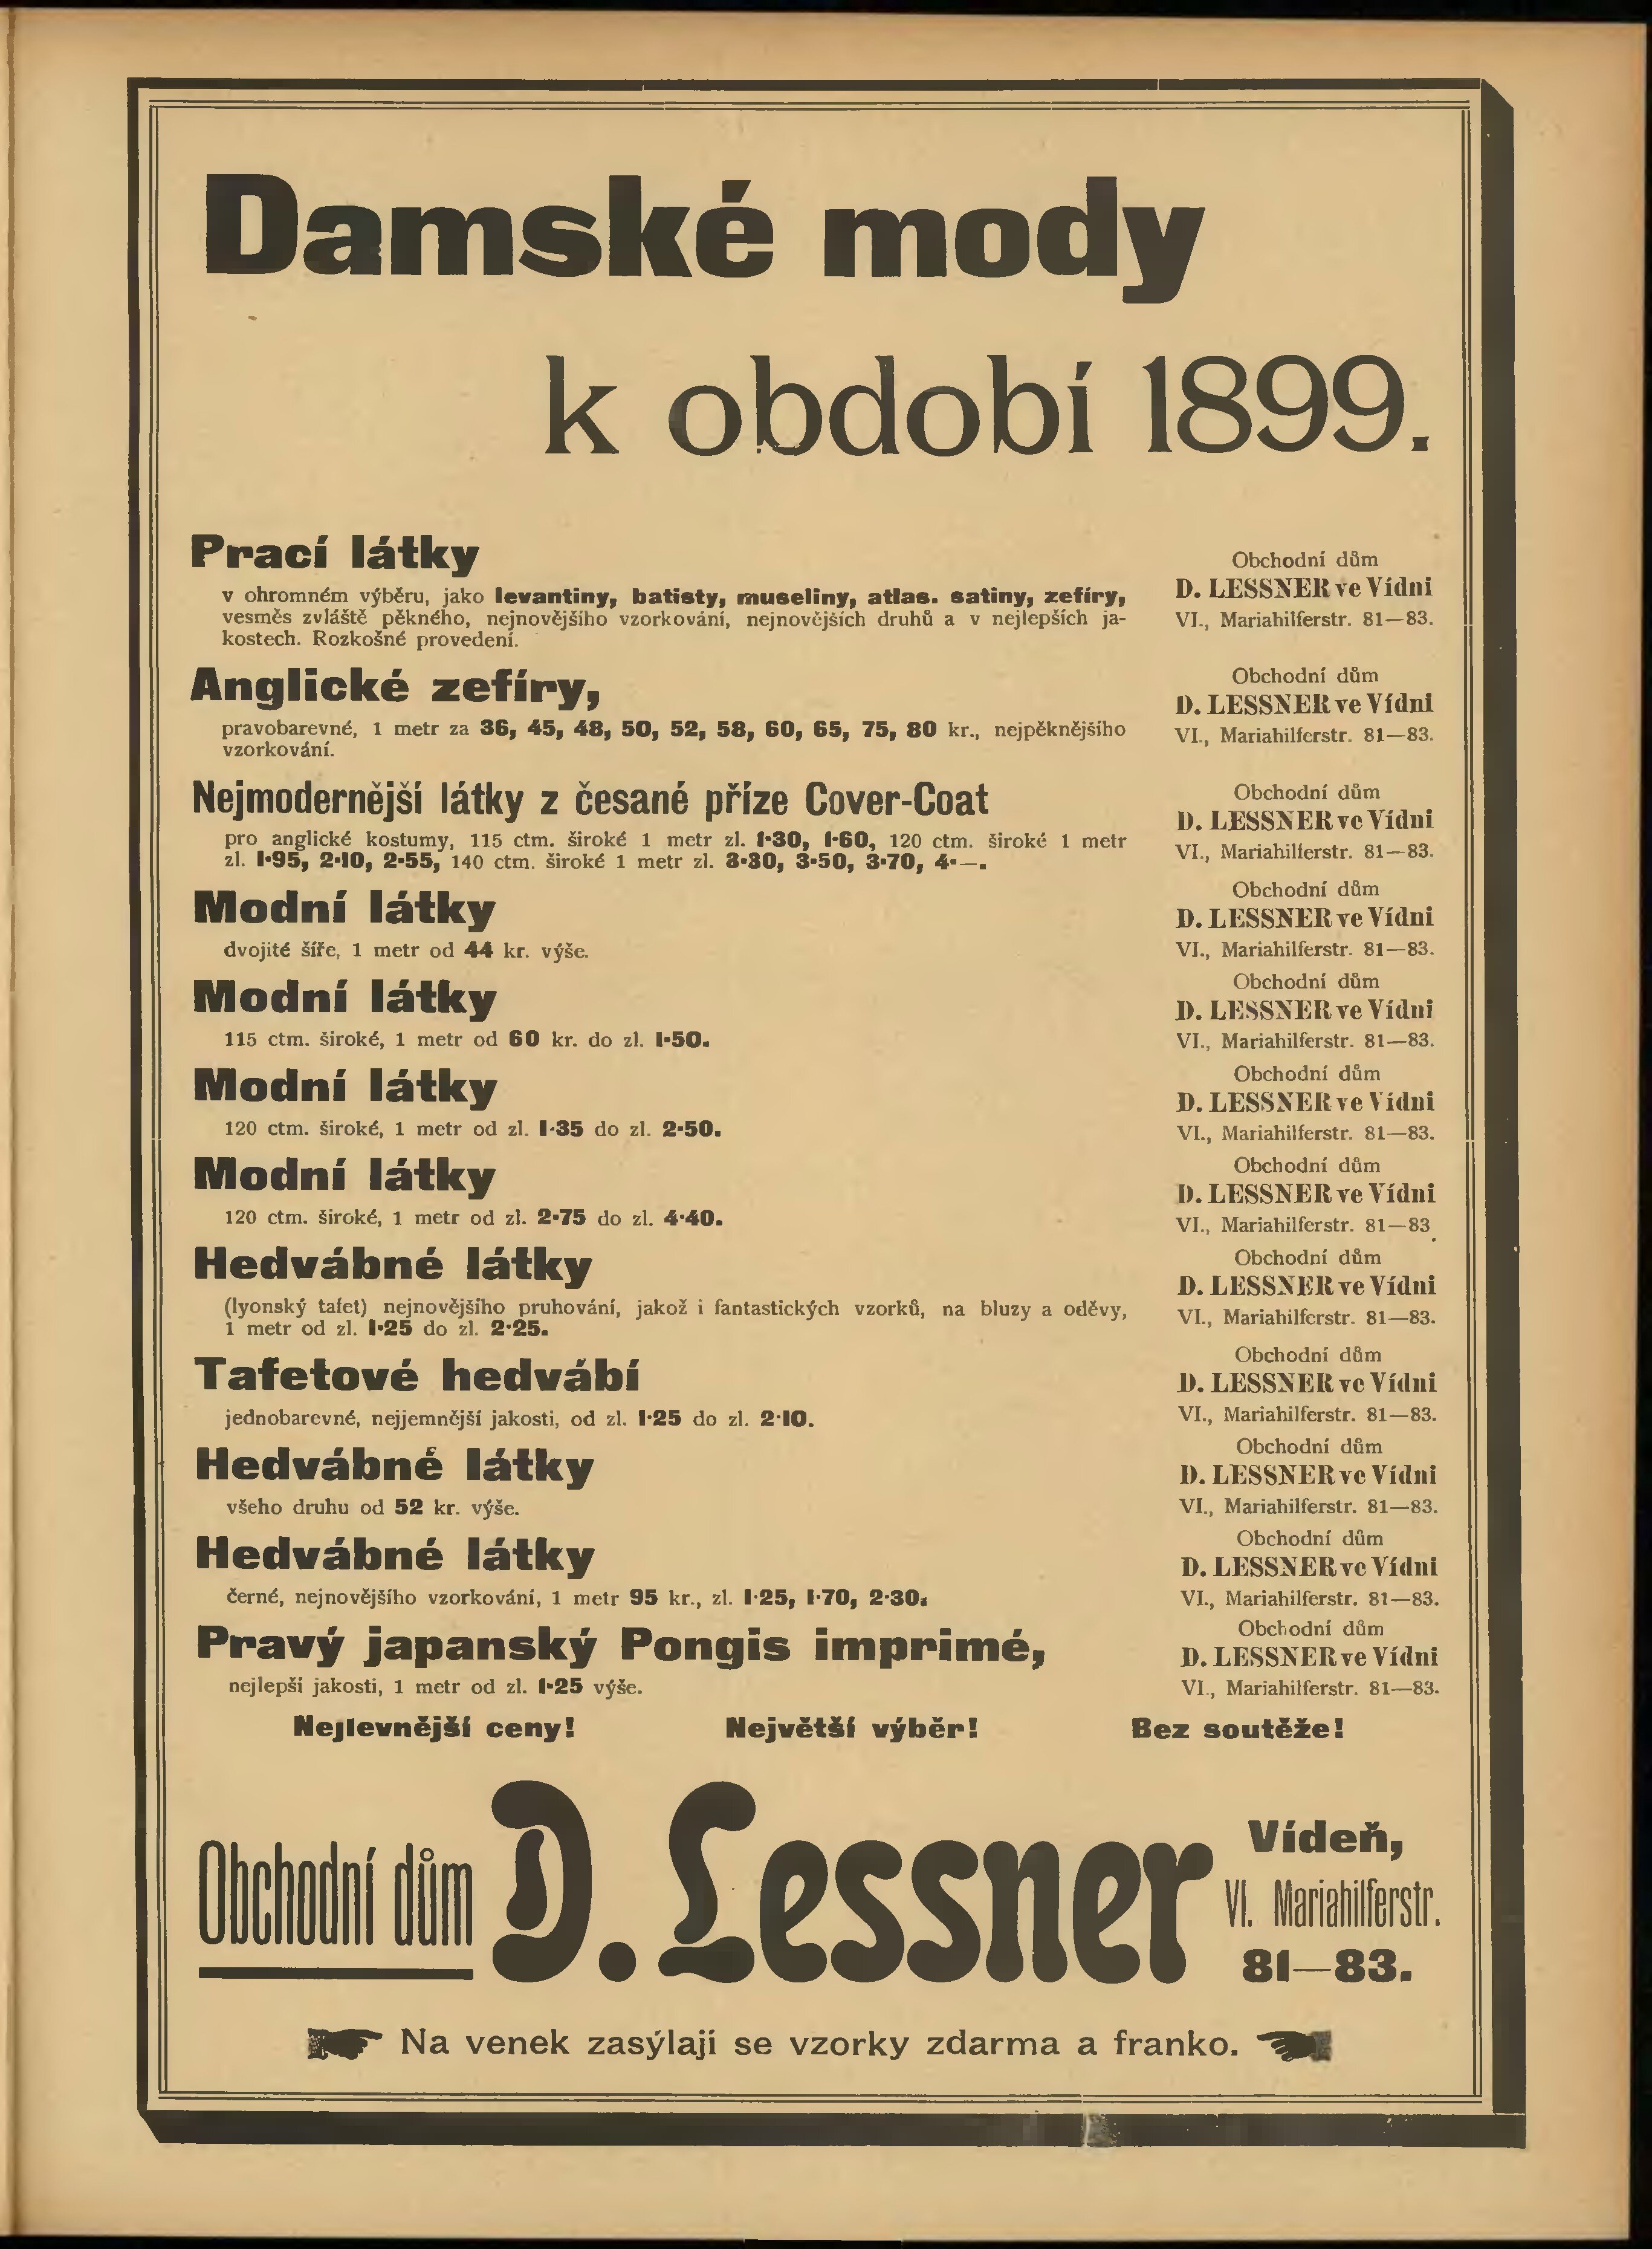 Damské mody
k období 1899.
Prací látky
v ohromném výběru, jako levantiny, batisty, museliny, atlas. satiny, zefíry,
vesměs zvláště pěkného, nejnovějšího vzorkování, nejnovějších druhů a v nejlepších ja-
kostech. Rozkošné provedení.
Obchodní dům
D. LESSNER ve Vídni
VI., Mariahilferstr. 81—83.
Anglické zefíry,
pravobarevné, 1 metr za 36, 45, 48, 50, 52, 58, 60, 65, 75, 80 kr., nejpěknějšího
vzorkování.
Obchodní dům
D. LESSNER ve Vídni
VI., Mariahilferstr. 81—83.
Nejmodernější látky z česané příze Cover-Coat
pro anglické kostumy, 115 ctm. široké 1 metr zl. 1·30, 1·60, 120 ctm. široké 1 metr
zl. 1·95, 2·10, 2·55, 140 ctm. široké 1 metr zl. 3·30, 3·50, 3·70, 4·—.
Obchodní dům
D. LESSNER ve Vídni
VI., Mariahilferstr. 81—83.
Modní látky
dvojité šíře, 1 metr od 44 kr. výše.
Obchodní dům
D. LESSNER ve Vídni
VI., Mariahilferstr. 81—83.
Modní látky
115 ctm. široké, 1 metr od 60 kr. do zl. 1·50.
Obchodní dům
D. LESSNER ve Vídni
VI., Mariahilferstr. 81—83.
Modní látky
120 ctm. široké, 1 metr od zl. 1·35 do zl. 2·50.
Obchodní dům
D. LESSNER ve Vídni
VI., Mariahilferstr. 81—83.
Modní látky
120 ctm. široké, 1 metr od zl. 2·75 do zl. 4·40.
Obchodní dům
D. LESSNER ve Vídni
VI., Mariahilferstr. 81—83.
Hedvábné látky
(lyonský tafet) nejnovějšího pruhování, jakož i fantastických vzorků, na bluzy a oděvy,
1 metr od zl. 1·25 do zl. 2·25.
Obchodní dům
D. LESSNER ve Vídni
VI., Mariahilferstr. 81—83.
Tafetové hedvábí
jednobarevné, nejjemnější jakosti, od zl. 1·25 do zl. 2·10.
Obchodní dům
D. LESSNER ve Vídni
VI., Mariahilferstr. 81—83.
Hedvábné látky
všeho druhu od 52 kr. výše.
Obchodní dům
D. LESSNER ve Vídni
VI., Mariahilferstr. 81—83.
Hedvábné látky
černé, nejnovějšího vzorkování, 1 metr 95 kr., zl. 1·25, 1·70, 2·30.
Obchodní dům
D. LESSNER ve Vídni
VI., Mariahilferstr. 81—83.
Pravý japanský Pongis imprimé,
nejlepší jakosti, 1 metr od zl. 1·25 výše.
Obchodní dům
D. LESSNER ve Vídni
VI., Mariahilferstr. 81—83.
Nejlevnější ceny! Největší výběr! Bez soutěže!
Obchodní dům D. Lessner
Vídeň,
VI. Mariahilferstr.
81—83.
Na venek zasýlají se vzorky zdarma a franko.